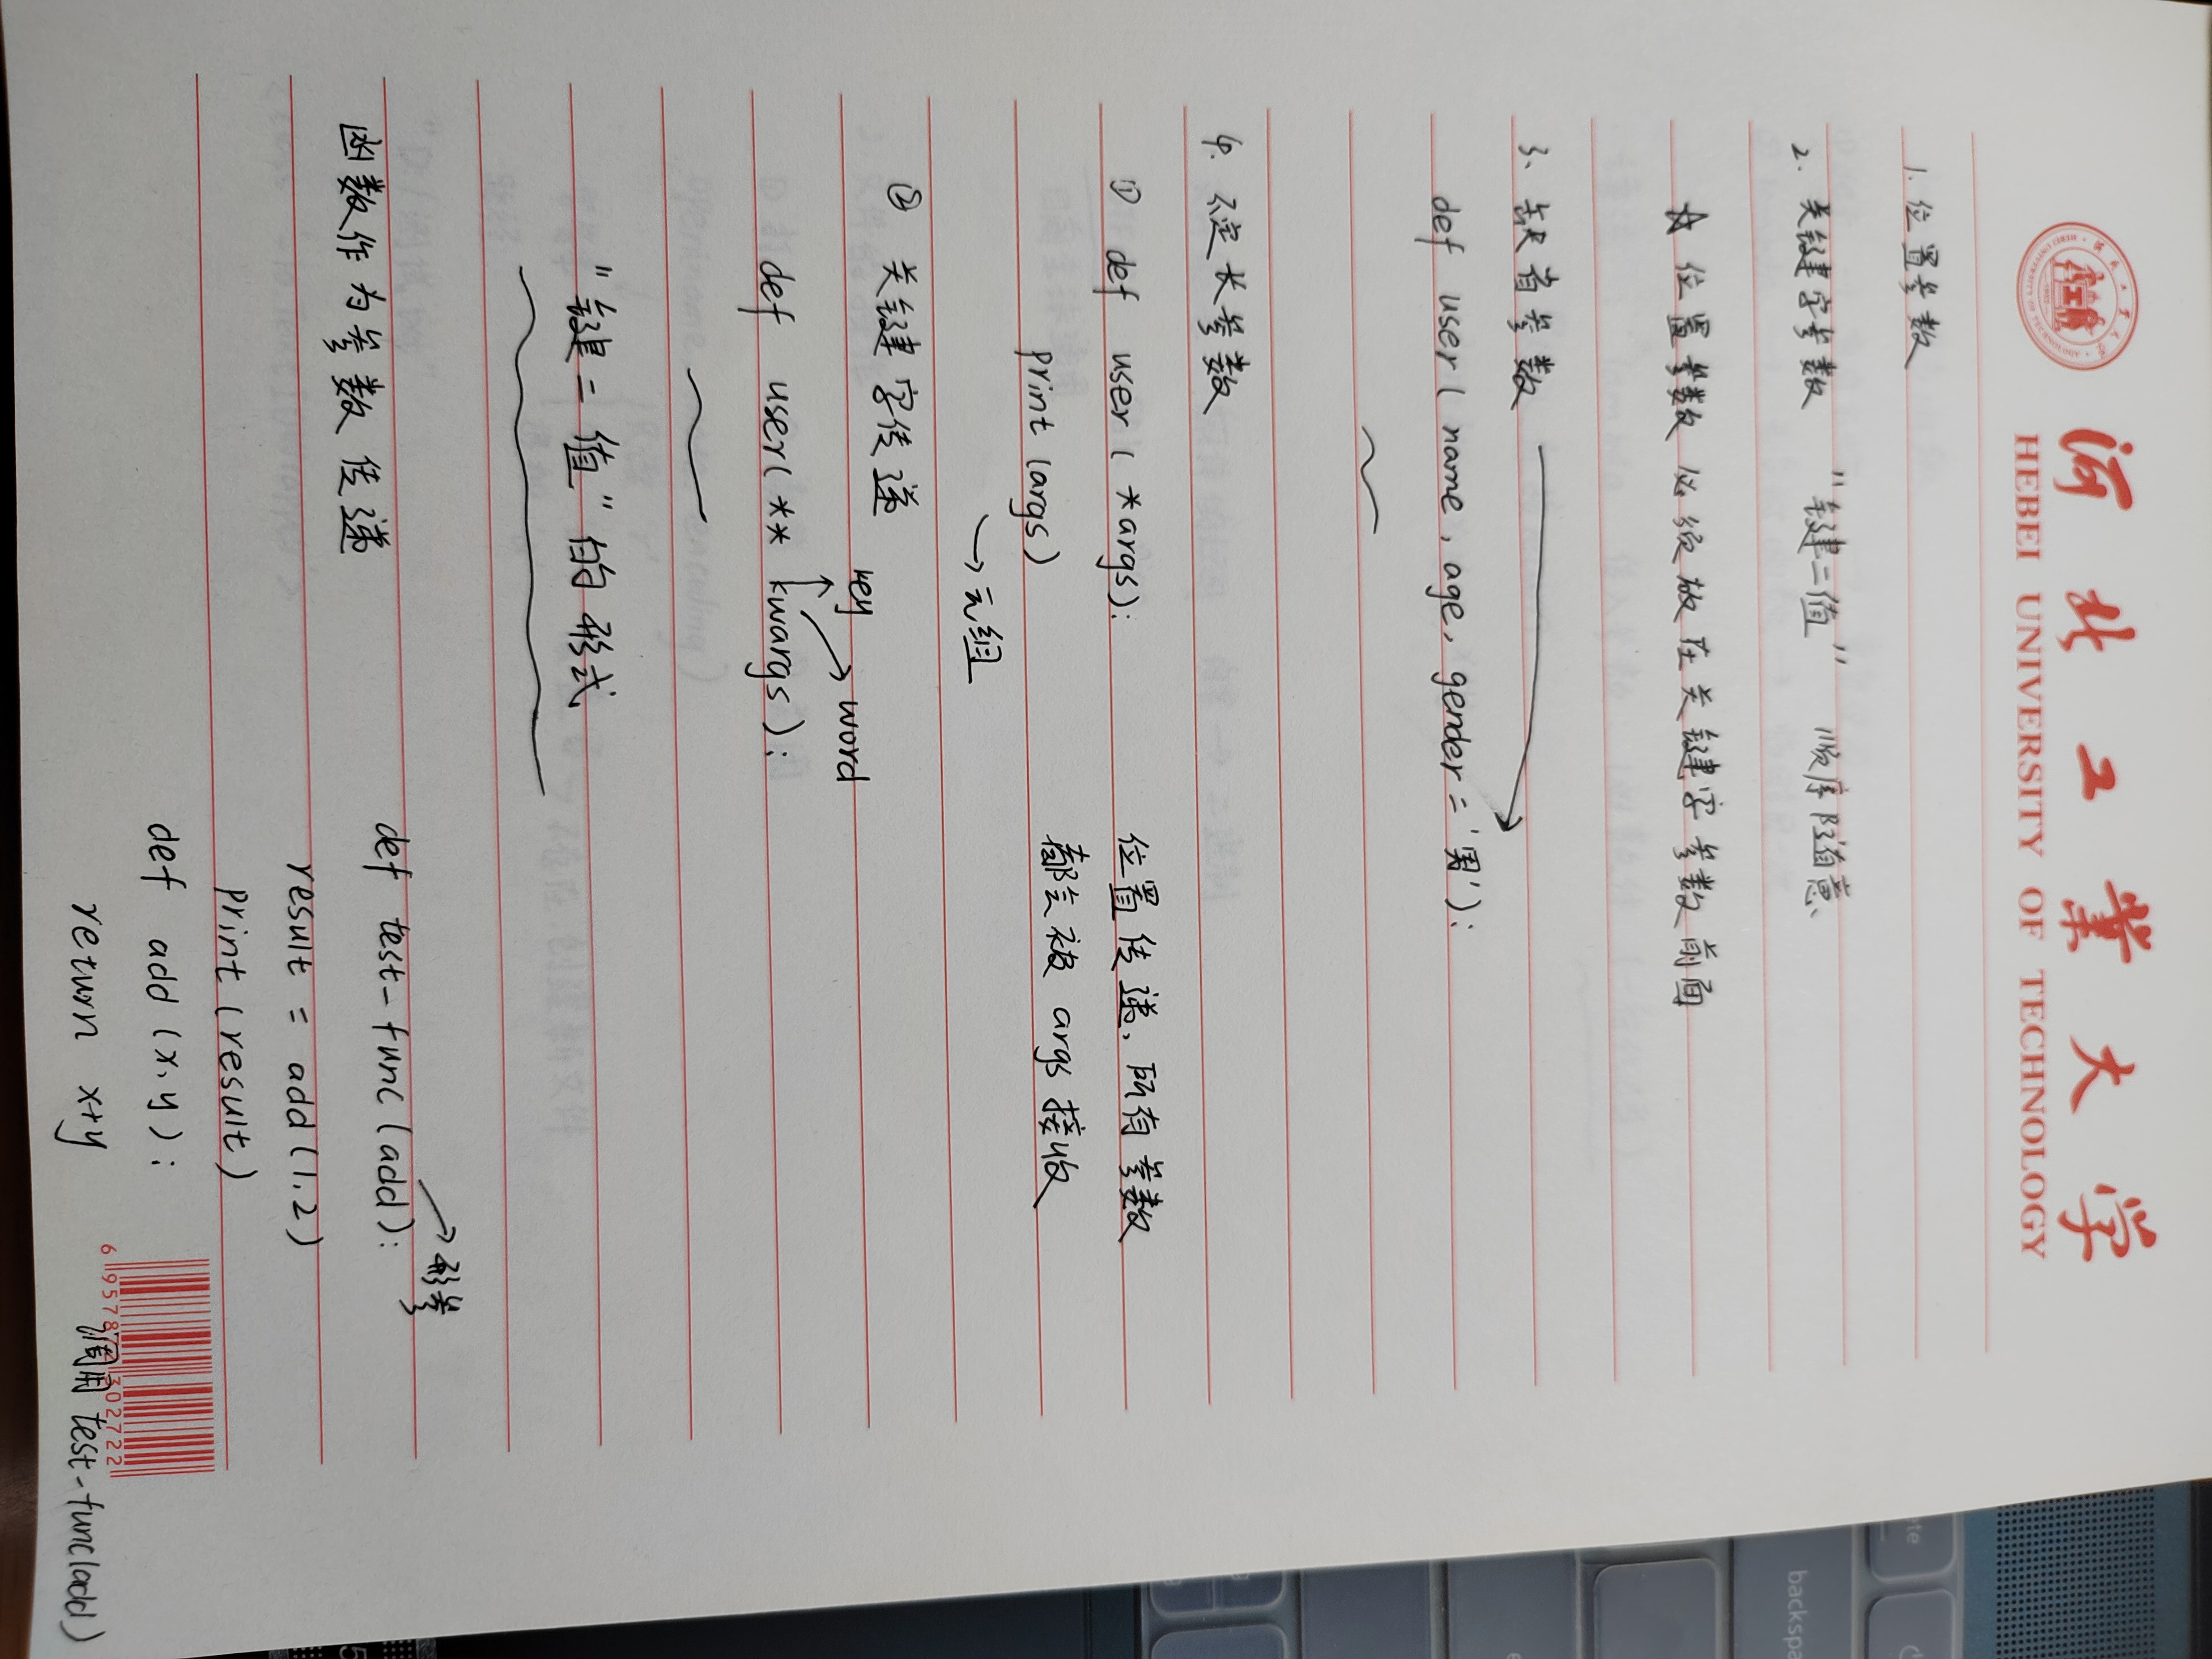 河北工業大学
HEBEI UNIVERSITY OF TECHNOLOGY
1. 位置参数
2. 关键字参数 "键=值" 顺序随意
☆ 位置参数必须放在关键字参数前面
3. 缺省参数
def user(name, age, gender='男'):
4. 不定长参数
① def user(*args): 位置传递、所有参数
print(args) 都会被 args 接收
元组
② 关键字传递
key word
def user(** kwargs):
"键=值"的形式
形参
def test-func(add):
函数作为参数传递
result = add(1,2)
print(result)
def add(x,y):
return x+y
6 957872 302722
调用 test-func(add)
backspa